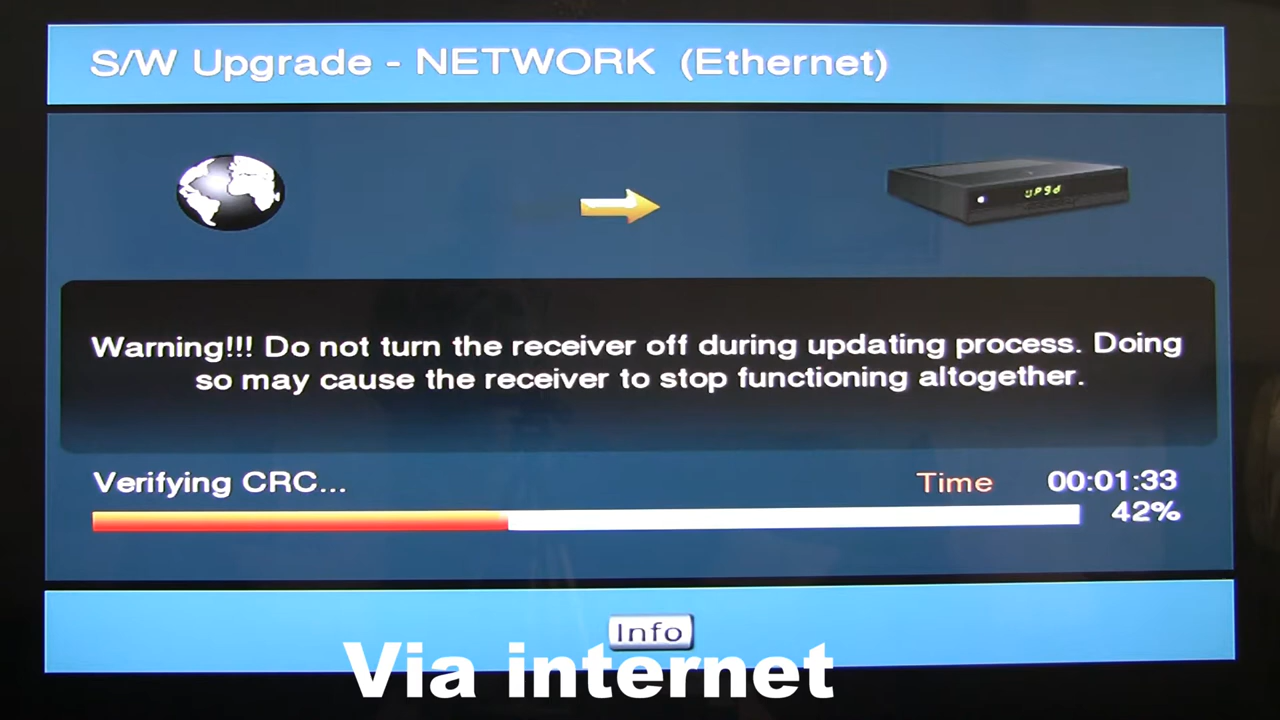 S/W Upgrade - NETWORK (Ethernet)
UP9d
Warning!!! Do not turn the receiver off during updating process. Doing
so may cause the receiver to stop functioning altogether.
Verifying CRC... Time 00:01:33
42%
Info
Via internet